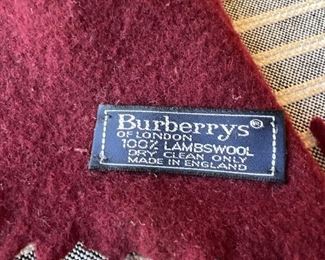 Burberrys®
OF LONDON
100% LAMBSWOOL
DRY CLEAN ONLY
MADE IN ENGLAND